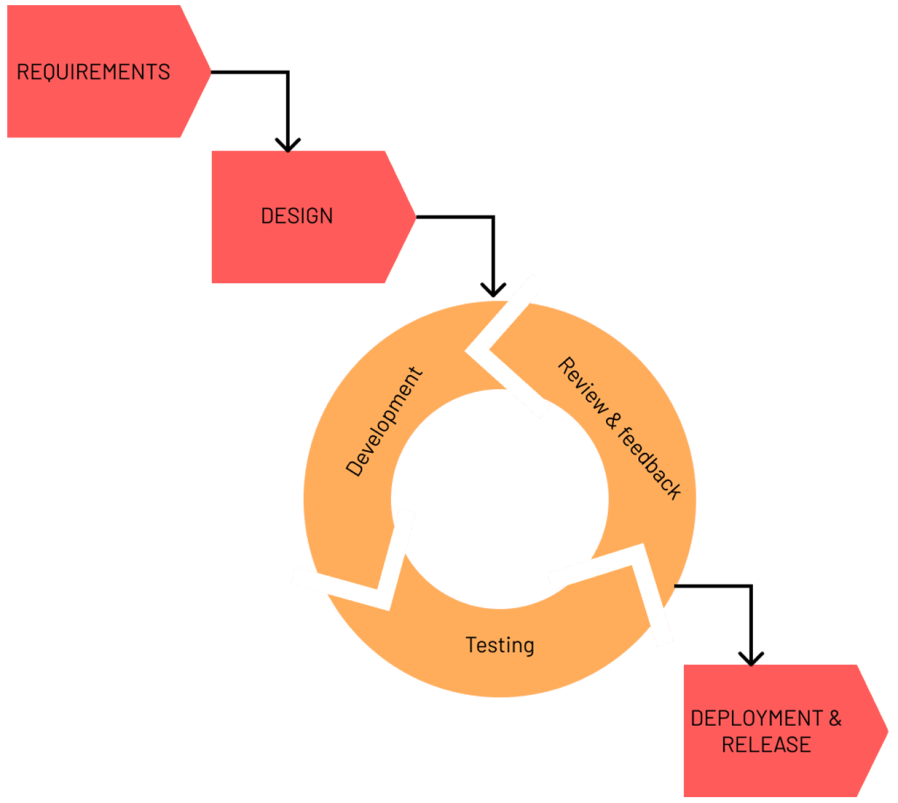 REQUIREMENTS
DESIGN
Development
Review & feedback
Testing
DEPLOYMENT &
RELEASE